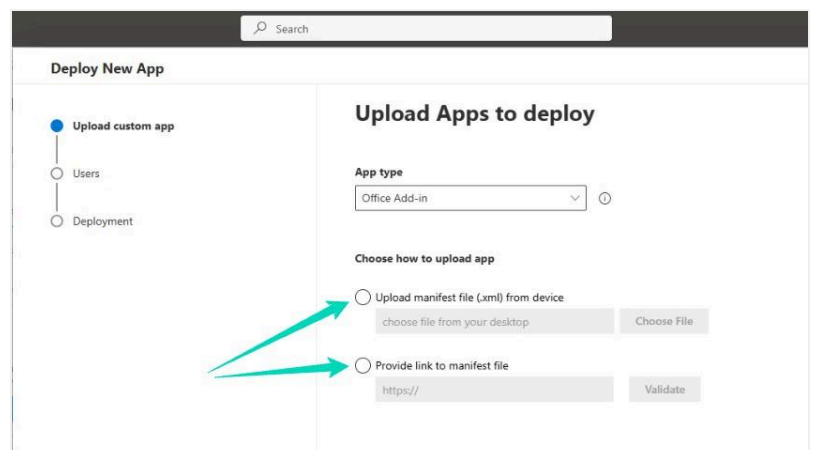 Search
Deploy New App
Upload custom app
Users
Deployment
Upload Apps to deploy
App type
Office Add-in
Choose how to upload app
Upload manifest file (.xml) from device
choose file from your desktop
Choose File
Provide link to manifest file
https://
Validate